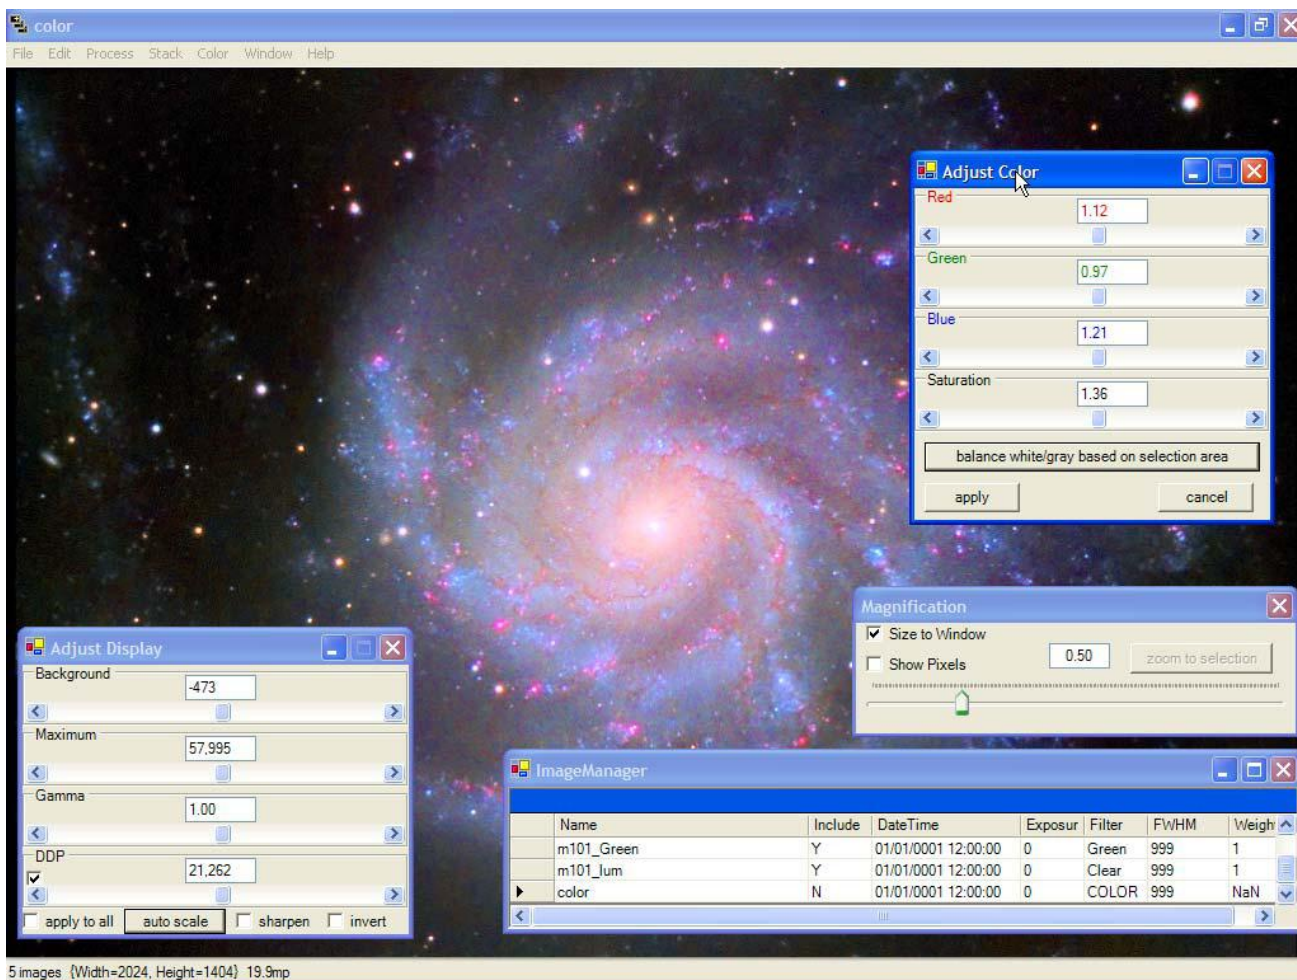 color
File Edit Process Stack Color Window Help
Adjust Color
Red
1.12
Green
0.97
Blue
1.21
Saturation
1.36
balance white/gray based on selection area
apply cancel
Magnification
Size to Window
Show Pixels 0.50 zoom to selection
Adjust Display
Background
-473
Maximum
57,995
Gamma
1.00
DDP
21,262
apply to all auto scale sharpen invert
ImageManager
Name Include DateTime Exposur Filter FWHM Weigh
m101_Green Y 01/01/0001 12:00:00 0 Green 999 1
m101_lum Y 01/01/0001 12:00:00 0 Clear 999 1
color N 01/01/0001 12:00:00 0 COLOR 999 NaN
5 images {Width=2024, Height=1404} 19.9mp